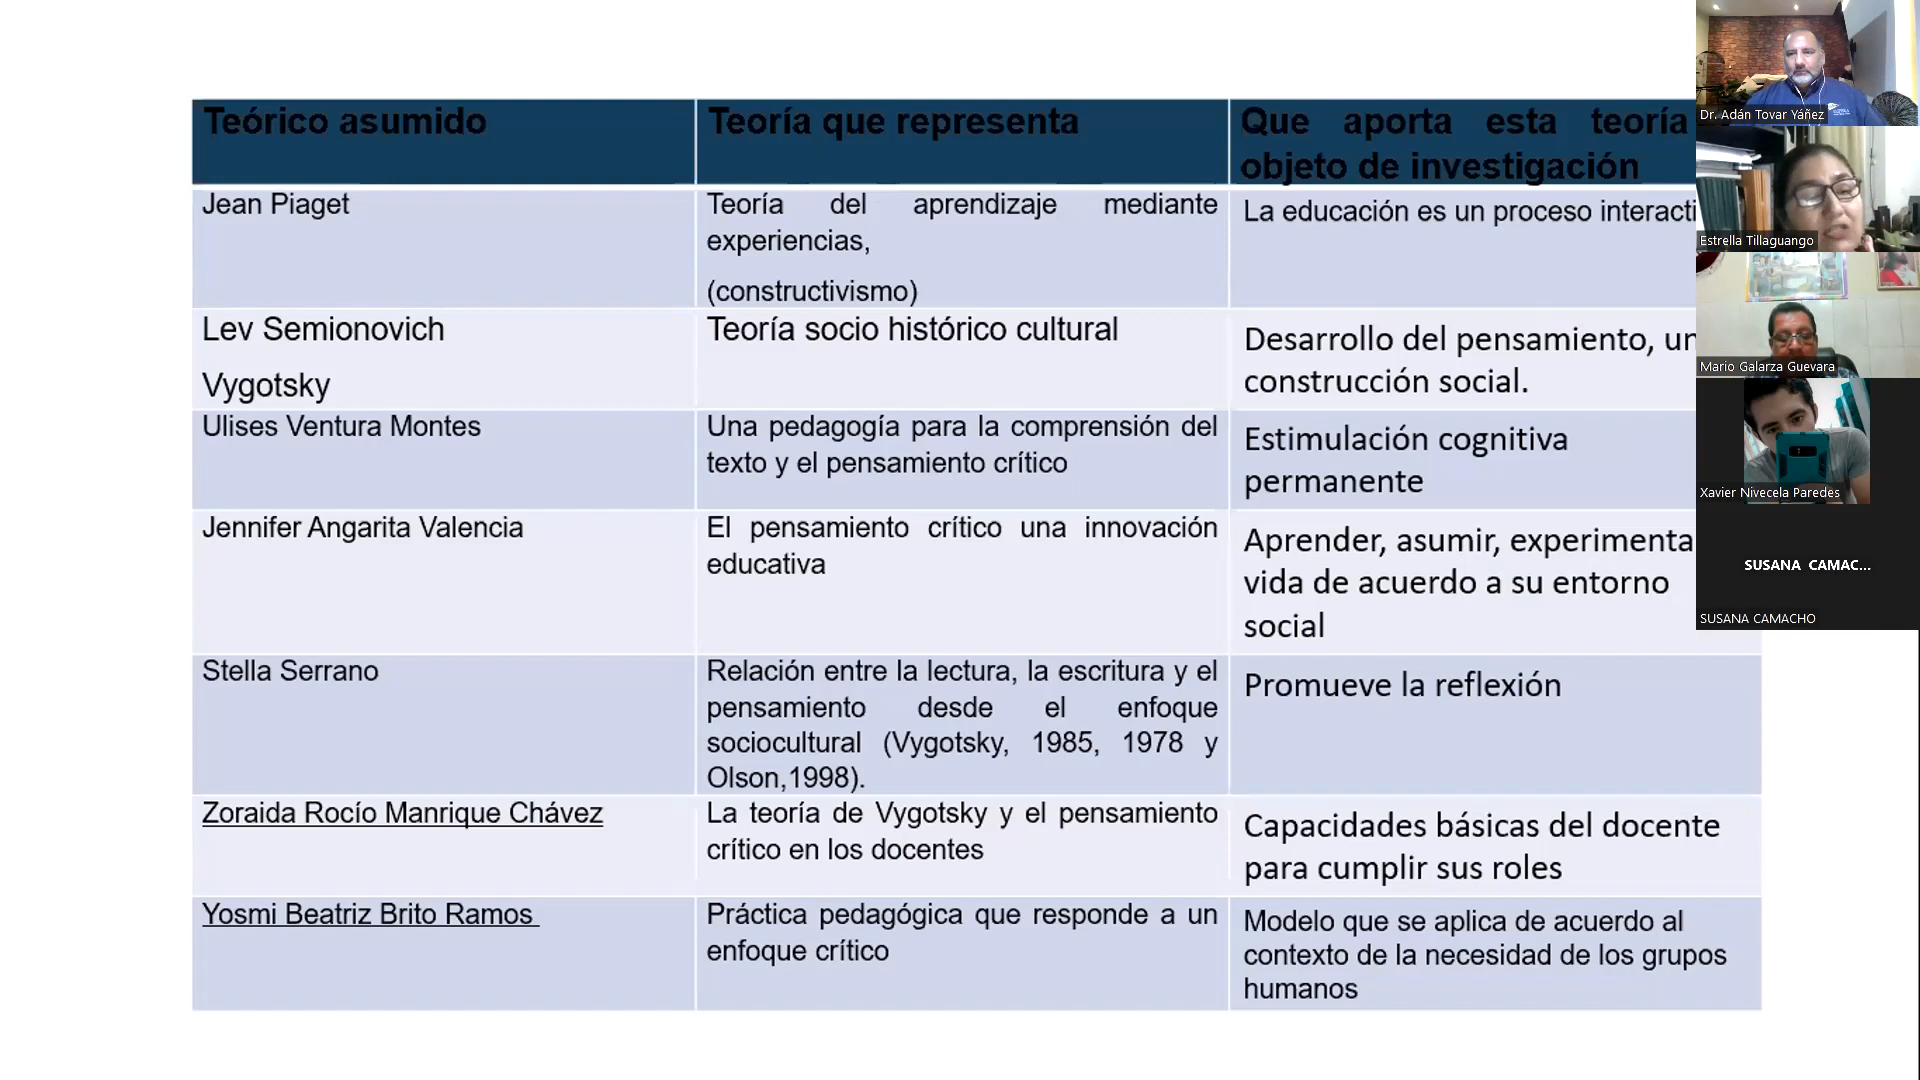 Teórico asumido
Teoría que representa
Que aporta esta teoría
objeto de investigación
Jean Piaget
Teoría del aprendizaje mediante
experiencias,
(constructivismo)
La educación es un proceso
Lev Semionovich
Vygotsky
Teoría socio histórico cultural
Desarrollo del pensamiento,
construcción social.
Ulises Ventura Montes
Una pedagogía para la comprensión del
texto y el pensamiento crítico
Estimulación cognitiva
permanente
Jennifer Angarita Valencia
El pensamiento crítico una innovación
educativa
Aprender, asumir,
vida de acuerdo a su entorno
social
Stella Serrano
Relación entre la lectura, la escritura y el
pensamiento desde el enfoque
sociocultural (Vygotsky, 1985, 1978 y
Olson,1998).
Promueve la reflexión
Zoraida Rocío Manrique Chávez
La teoría de Vygotsky y el pensamiento
crítico en los docentes
Capacidades básicas del docente
para cumplir sus roles
Yosmi Beatriz Brito Ramos
Práctica pedagógica que responde a un
enfoque crítico
Modelo que se aplica de acuerdo al
contexto de la necesidad de los grupos
humanos
Dr. Adán Tovar Yáñez
Estrella Tillaguango
Mario Galarza Guevara
Xavier Nivecela Paredes
SUSANA CAMAC...
SUSANA CAMACHO